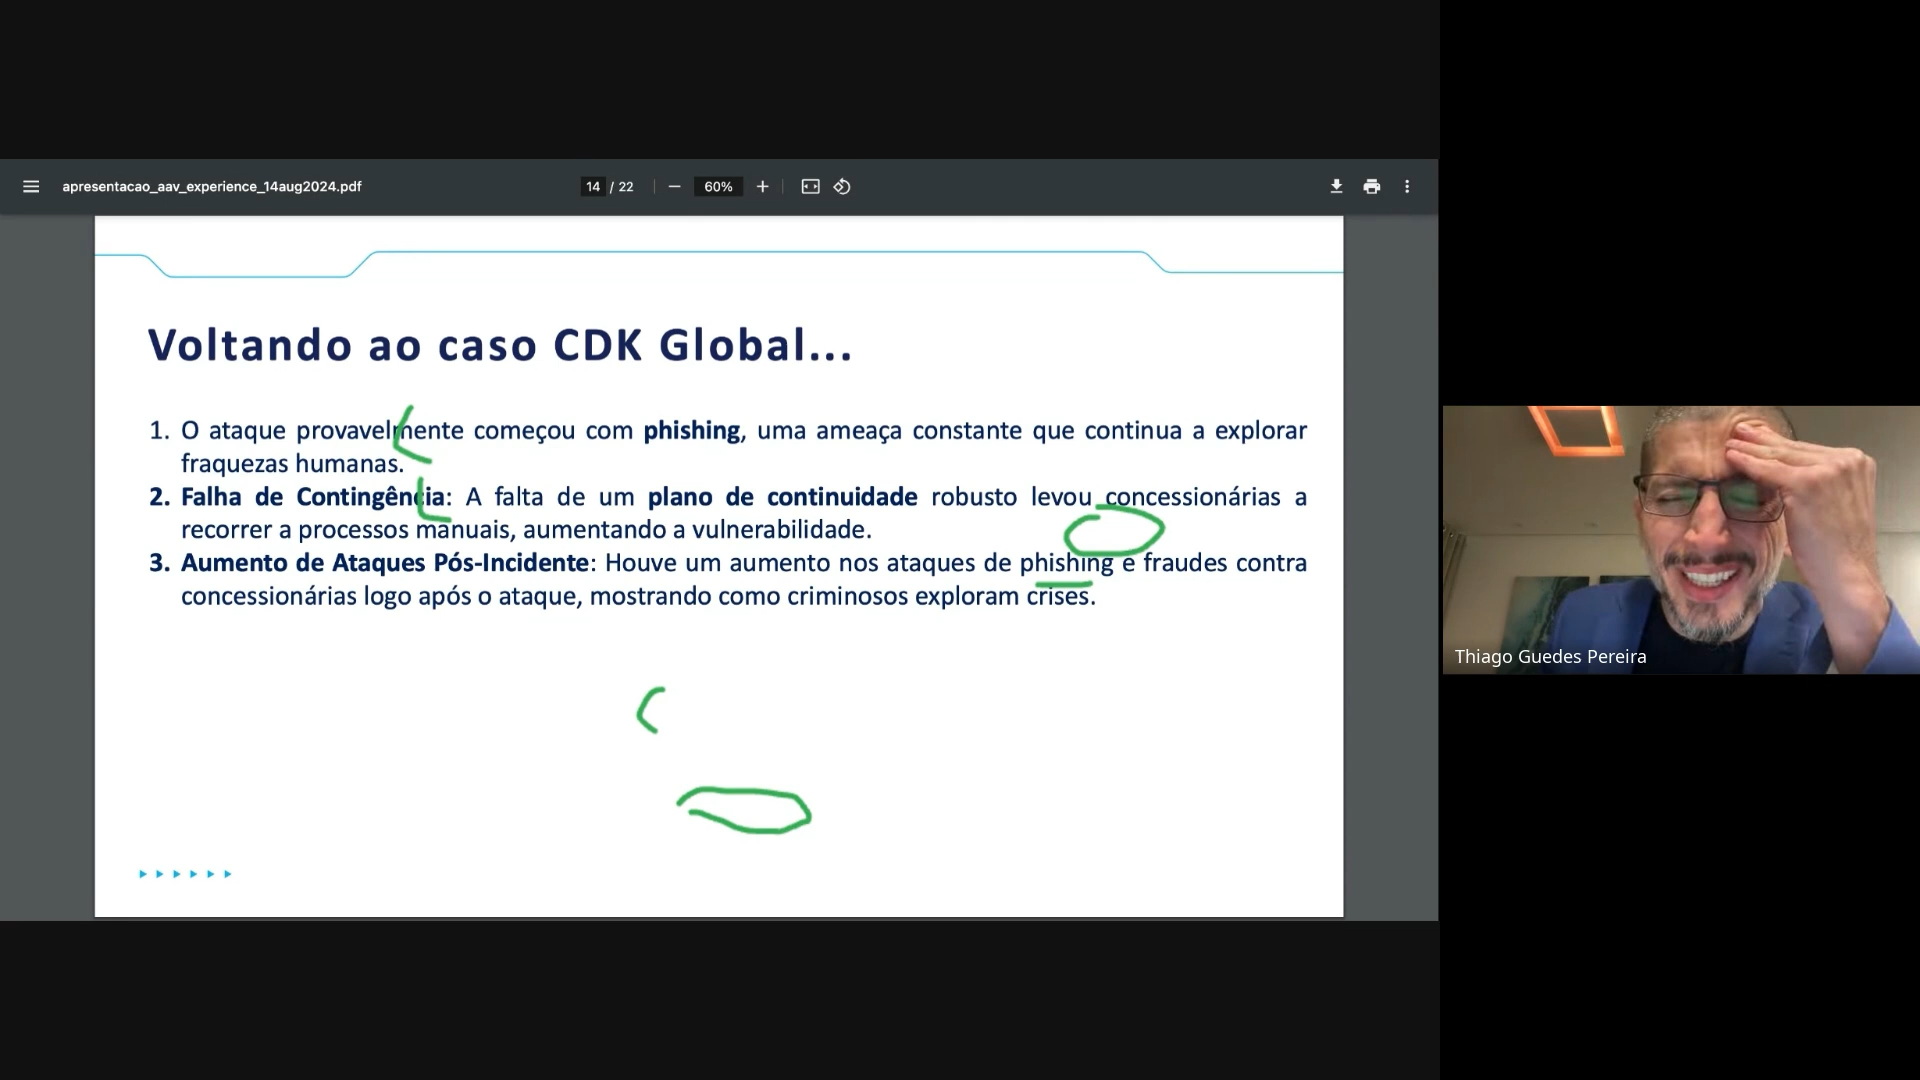 apresentacao_aav_experience_14aug2024.pdf
14 / 22
60%
Voltando ao caso CDK Global...
1. O ataque provavelmente começou com phishing, uma ameaça constante que continua a explorar
fraquezas humanas.
2. Falha de Contingência: A falta de um plano de continuidade robusto levou concessionárias a
recorrer a processos manuais, aumentando a vulnerabilidade.
3. Aumento de Ataques Pós-Incidente: Houve um aumento nos ataques de phishing e fraudes contra
concessionárias logo após o ataque, mostrando como criminosos exploram crises.
Thiago Guedes Pereira